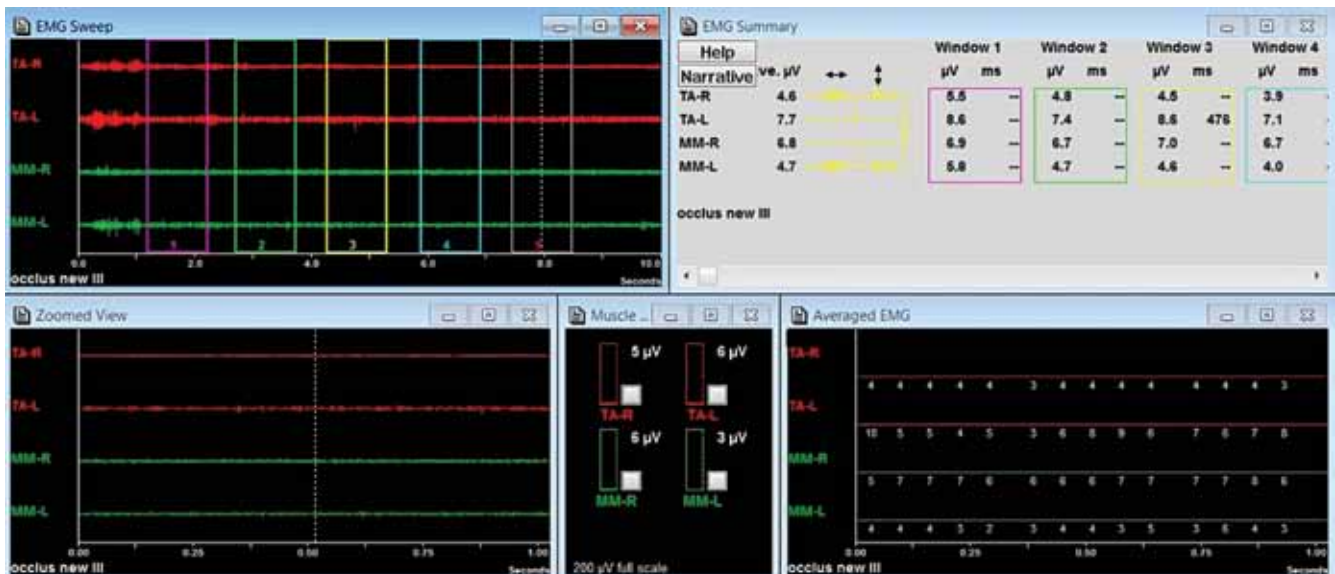 EMG Sweep
TA-R
TA-L
MM-R
MM-L
1 2 3 4 5
0.0 2.0 4.0 6.0 8.0 10.0
occlus new III Seconds
EMG Summary
Help Window 1 Window 2 Window 3 Window 4
Narrative ve. µV µV ms µV ms µV ms µV ms
TA-R 4.6 5.5 -- 4.8 -- 4.5 -- 3.9
TA-L 7.7 8.6 -- 7.4 -- 8.6 476 7.1
MM-R 6.8 6.9 -- 6.7 -- 7.0 -- 6.7
MM-L 4.7 5.8 -- 4.7 -- 4.6 -- 4.0
occlus new III
Zoomed View
TA-R
TA-L
MM-R
MM-L
0.00 0.25 0.50 0.75 1.00
occlus new III Seconds
Muscle ...
5 µV 6 µV
TA-R TA-L
6 µV 3 µV
MM-R MM-L
200 µV full scale
Averaged EMG
TA-R
4 4 4 4 4 3 4 4 4 4 4 4 4 3
TA-L
10 5 5 4 5 3 6 8 9 6 7 6 7 8
MM-R
5 7 7 7 6 6 6 6 7 7 7 7 8 6
MM-L
4 4 4 3 2 3 4 4 3 5 3 6 4 3
0.00 0.25 0.50 0.75 1.00
occlus new III Seconds